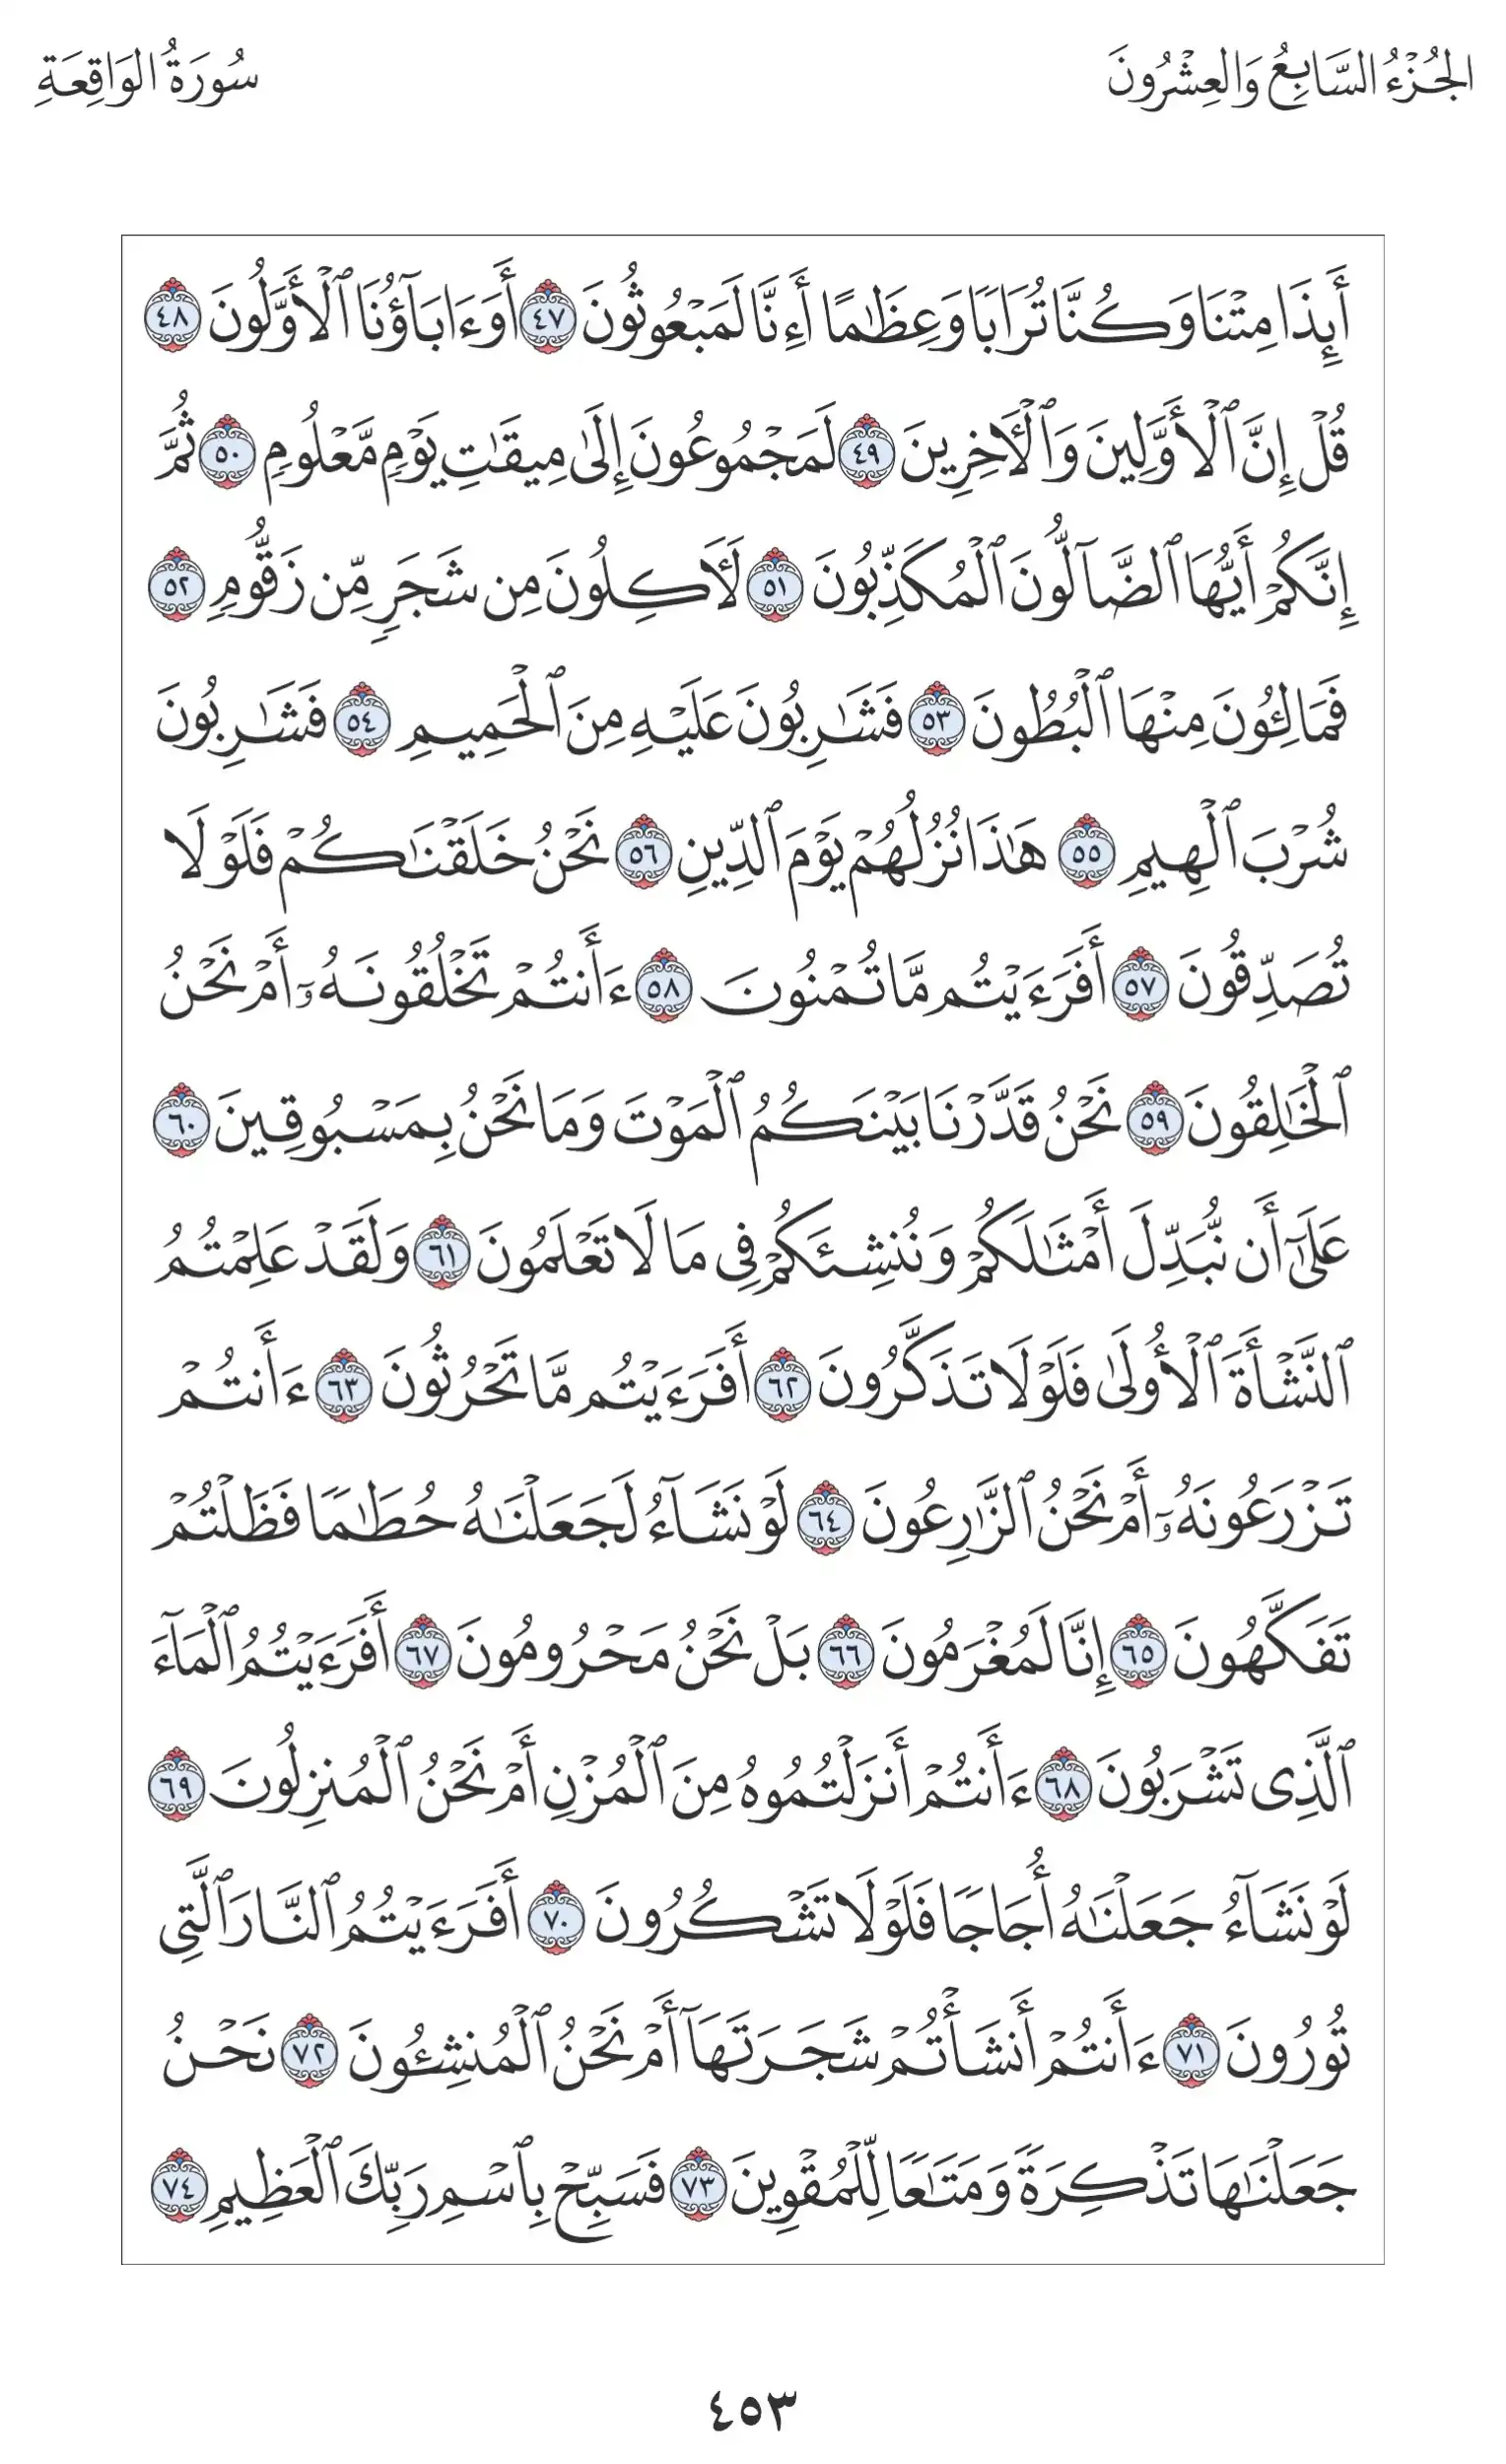 الجُزْءُ السَّابِعُ وَالعِشْرُونَ سُورَةُ الوَاقِعَةِ
أَئِذَا مِتْنَا وَكُنَّا تُرَابًا وَعِظَٰمًا أَءِنَّا لَمَبْعُوثُونَ ٤٧ أَوَءَابَآؤُنَا ٱلْأَوَّلُونَ ٤٨
قُلْ إِنَّ ٱلْأَوَّلِينَ وَٱلْأَخِرِينَ ٤٩ لَمَجْمُوعُونَ إِلَىٰ مِيقَٰتِ يَوْمٍ مَّعْلُومٍ ٥٠ ثُمَّ
إِنَّكُمْ أَيُّهَا ٱلضَّآلُّونَ ٱلْمُكَذِّبُونَ ٥١ لَأَكِلُونَ مِن شَجَرٍ مِّن زَقُّومٍ ٥٢
فَمَالِـُٔونَ مِنْهَا ٱلْبُطُونَ ٥٣ فَشَٰرِبُونَ عَلَيْهِ مِنَ ٱلْحَمِيمِ ٥٤ فَشَٰرِبُونَ
شُرْبَ ٱلْهِيمِ ٥٥ هَٰذَا نُزُلُهُمْ يَوْمَ ٱلدِّينِ ٥٦ نَحْنُ خَلَقْنَٰكُمْ فَلَوْلَا
تُصَدِّقُونَ ٥٧ أَفَرَءَيْتُم مَّا تُمْنُونَ ٥٨ ءَأَنتُمْ تَخْلُقُونَهُۥٓ أَمْ نَحْنُ
ٱلْخَٰلِقُونَ ٥٩ نَحْنُ قَدَّرْنَا بَيْنَكُمُ ٱلْمَوْتَ وَمَا نَحْنُ بِمَسْبُوقِينَ ٦٠
عَلَىٰٓ أَن نُّبَدِّلَ أَمْثَٰلَكُمْ وَنُنشِئَكُمْ فِى مَا لَا تَعْلَمُونَ ٦١ وَلَقَدْ عَلِمْتُمُ
ٱلنَّشْأَةَ ٱلْأُولَىٰ فَلَوْلَا تَذَكَّرُونَ ٦٢ أَفَرَءَيْتُم مَّا تَحْرُثُونَ ٦٣ ءَأَنتُمْ
تَزْرَعُونَهُۥٓ أَمْ نَحْنُ ٱلزَّٰرِعُونَ ٦٤ لَوْ نَشَآءُ لَجَعَلْنَٰهُ حُطَٰمًا فَظَلْتُمْ
تَفَكَّهُونَ ٦٥ إِنَّا لَمُغْرَمُونَ ٦٦ بَلْ نَحْنُ مَحْرُومُونَ ٦٧ أَفَرَءَيْتُمُ ٱلْمَآءَ
ٱلَّذِى تَشْرَبُونَ ٦٨ ءَأَنتُمْ أَنزَلْتُمُوهُ مِنَ ٱلْمُزْنِ أَمْ نَحْنُ ٱلْمُنزِلُونَ ٦٩
لَوْ نَشَآءُ جَعَلْنَٰهُ أُجَاجًا فَلَوْلَا تَشْكُرُونَ ٧٠ أَفَرَءَيْتُمُ ٱلنَّارَ ٱلَّتِى
تُورُونَ ٧١ ءَأَنتُمْ أَنشَأْتُمْ شَجَرَتَهَآ أَمْ نَحْنُ ٱلْمُنشِـُٔونَ ٧٢ نَحْنُ
جَعَلْنَٰهَا تَذْكِرَةً وَمَتَٰعًا لِّلْمُقْوِينَ ٧٣ فَسَبِّحْ بِٱسْمِ رَبِّكَ ٱلْعَظِيمِ ٧٤
٤٥٣